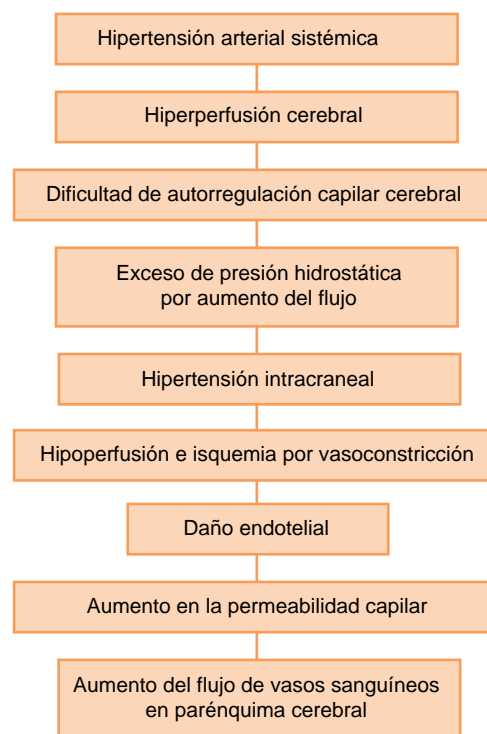 Hipertensión arterial sistémica
Hiperperfusión cerebral
Dificultad de autorregulación capilar cerebral
Exceso de presión hidrostática
por aumento del flujo
Hipertensión intracraneal
Hipoperfusión e isquemia por vasoconstricción
Daño endotelial
Aumento en la permeabilidad capilar
Aumento del flujo de vasos sanguíneos
en parénquima cerebral